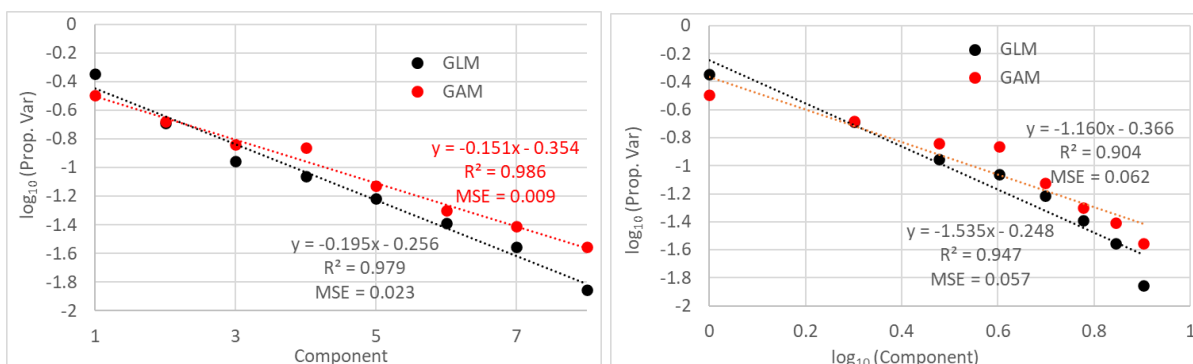 0
-0.2
-0.4
-0.6
-0.8
-1
-1.2
-1.4
-1.6
-1.8
-2
log₁₀ (Prop. Var)
GLM
GAM
y = -0.151x - 0.354
R² = 0.986
MSE = 0.009
y = -0.195x - 0.256
R² = 0.979
MSE = 0.023
1 3 5 7
Component
0
-0.2
-0.4
-0.6
-0.8
-1
-1.2
-1.4
-1.6
-1.8
-2
log₁₀ (Prop. Var)
GLM
GAM
y = -1.160x - 0.366
R² = 0.904
MSE = 0.062
y = -1.535x - 0.248
R² = 0.947
MSE = 0.057
0 0.2 0.4 0.6 0.8 1
log₁₀ (Component)